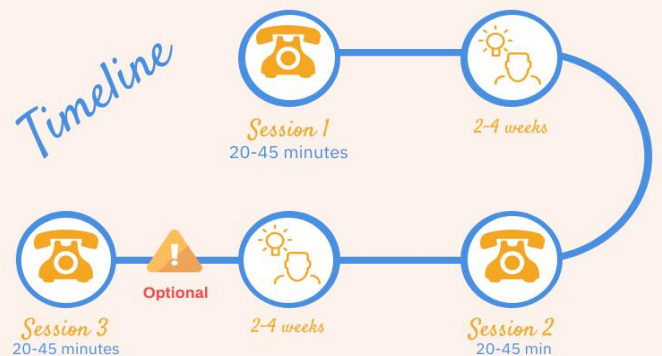 Timeline
Session 1
20-45 minutes
2-4 weeks
Session 2
20-45 min
2-4 weeks
!
Optional
Session 3
20-45 minutes